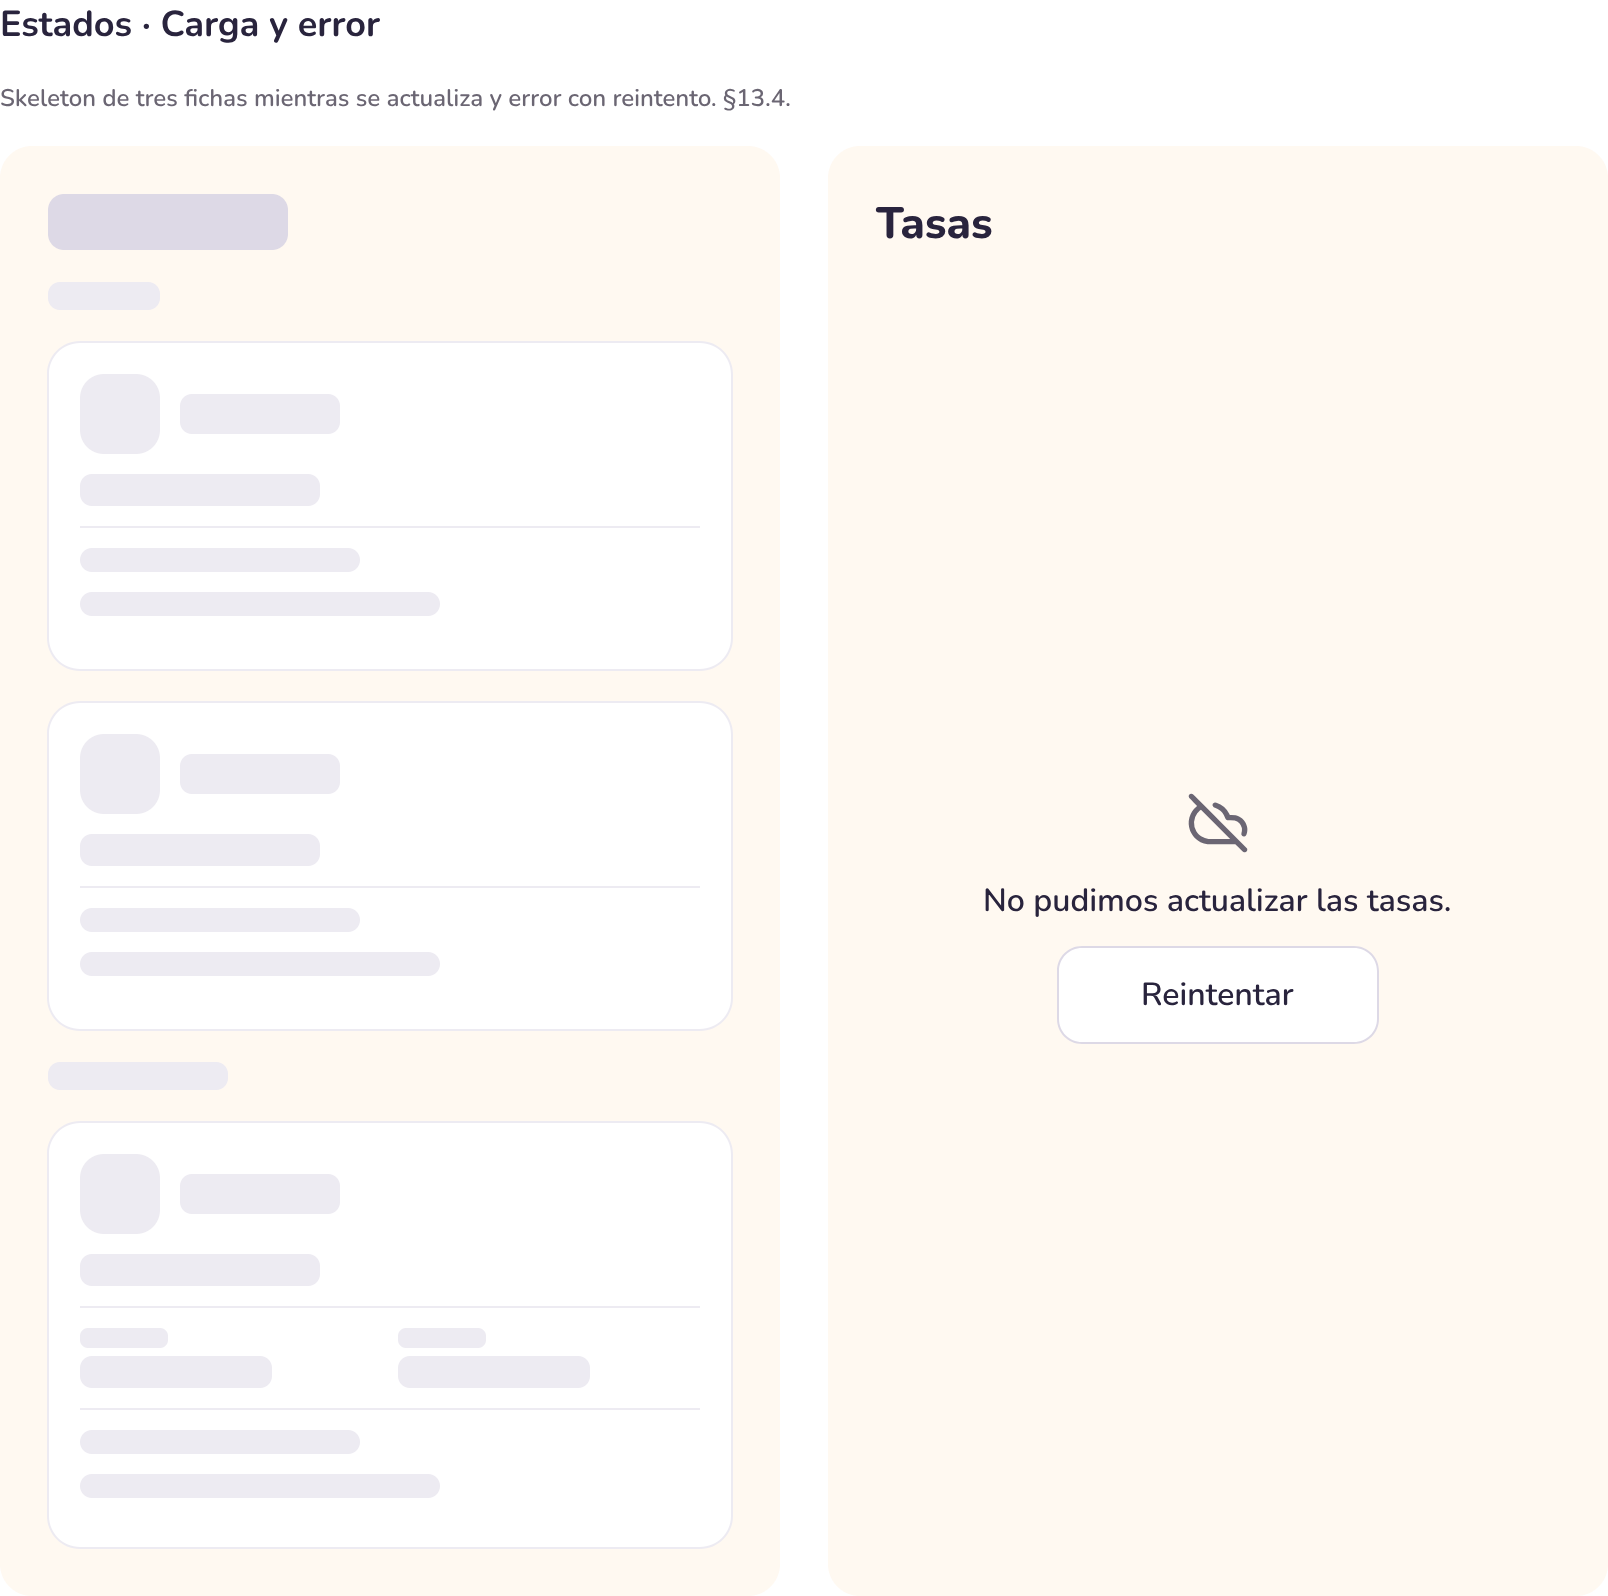 Estados · Carga y error
Skeleton de tres fichas mientras se actualiza y error con reintento. §13.4.
Tasas
No pudimos actualizar las tasas.
Reintentar